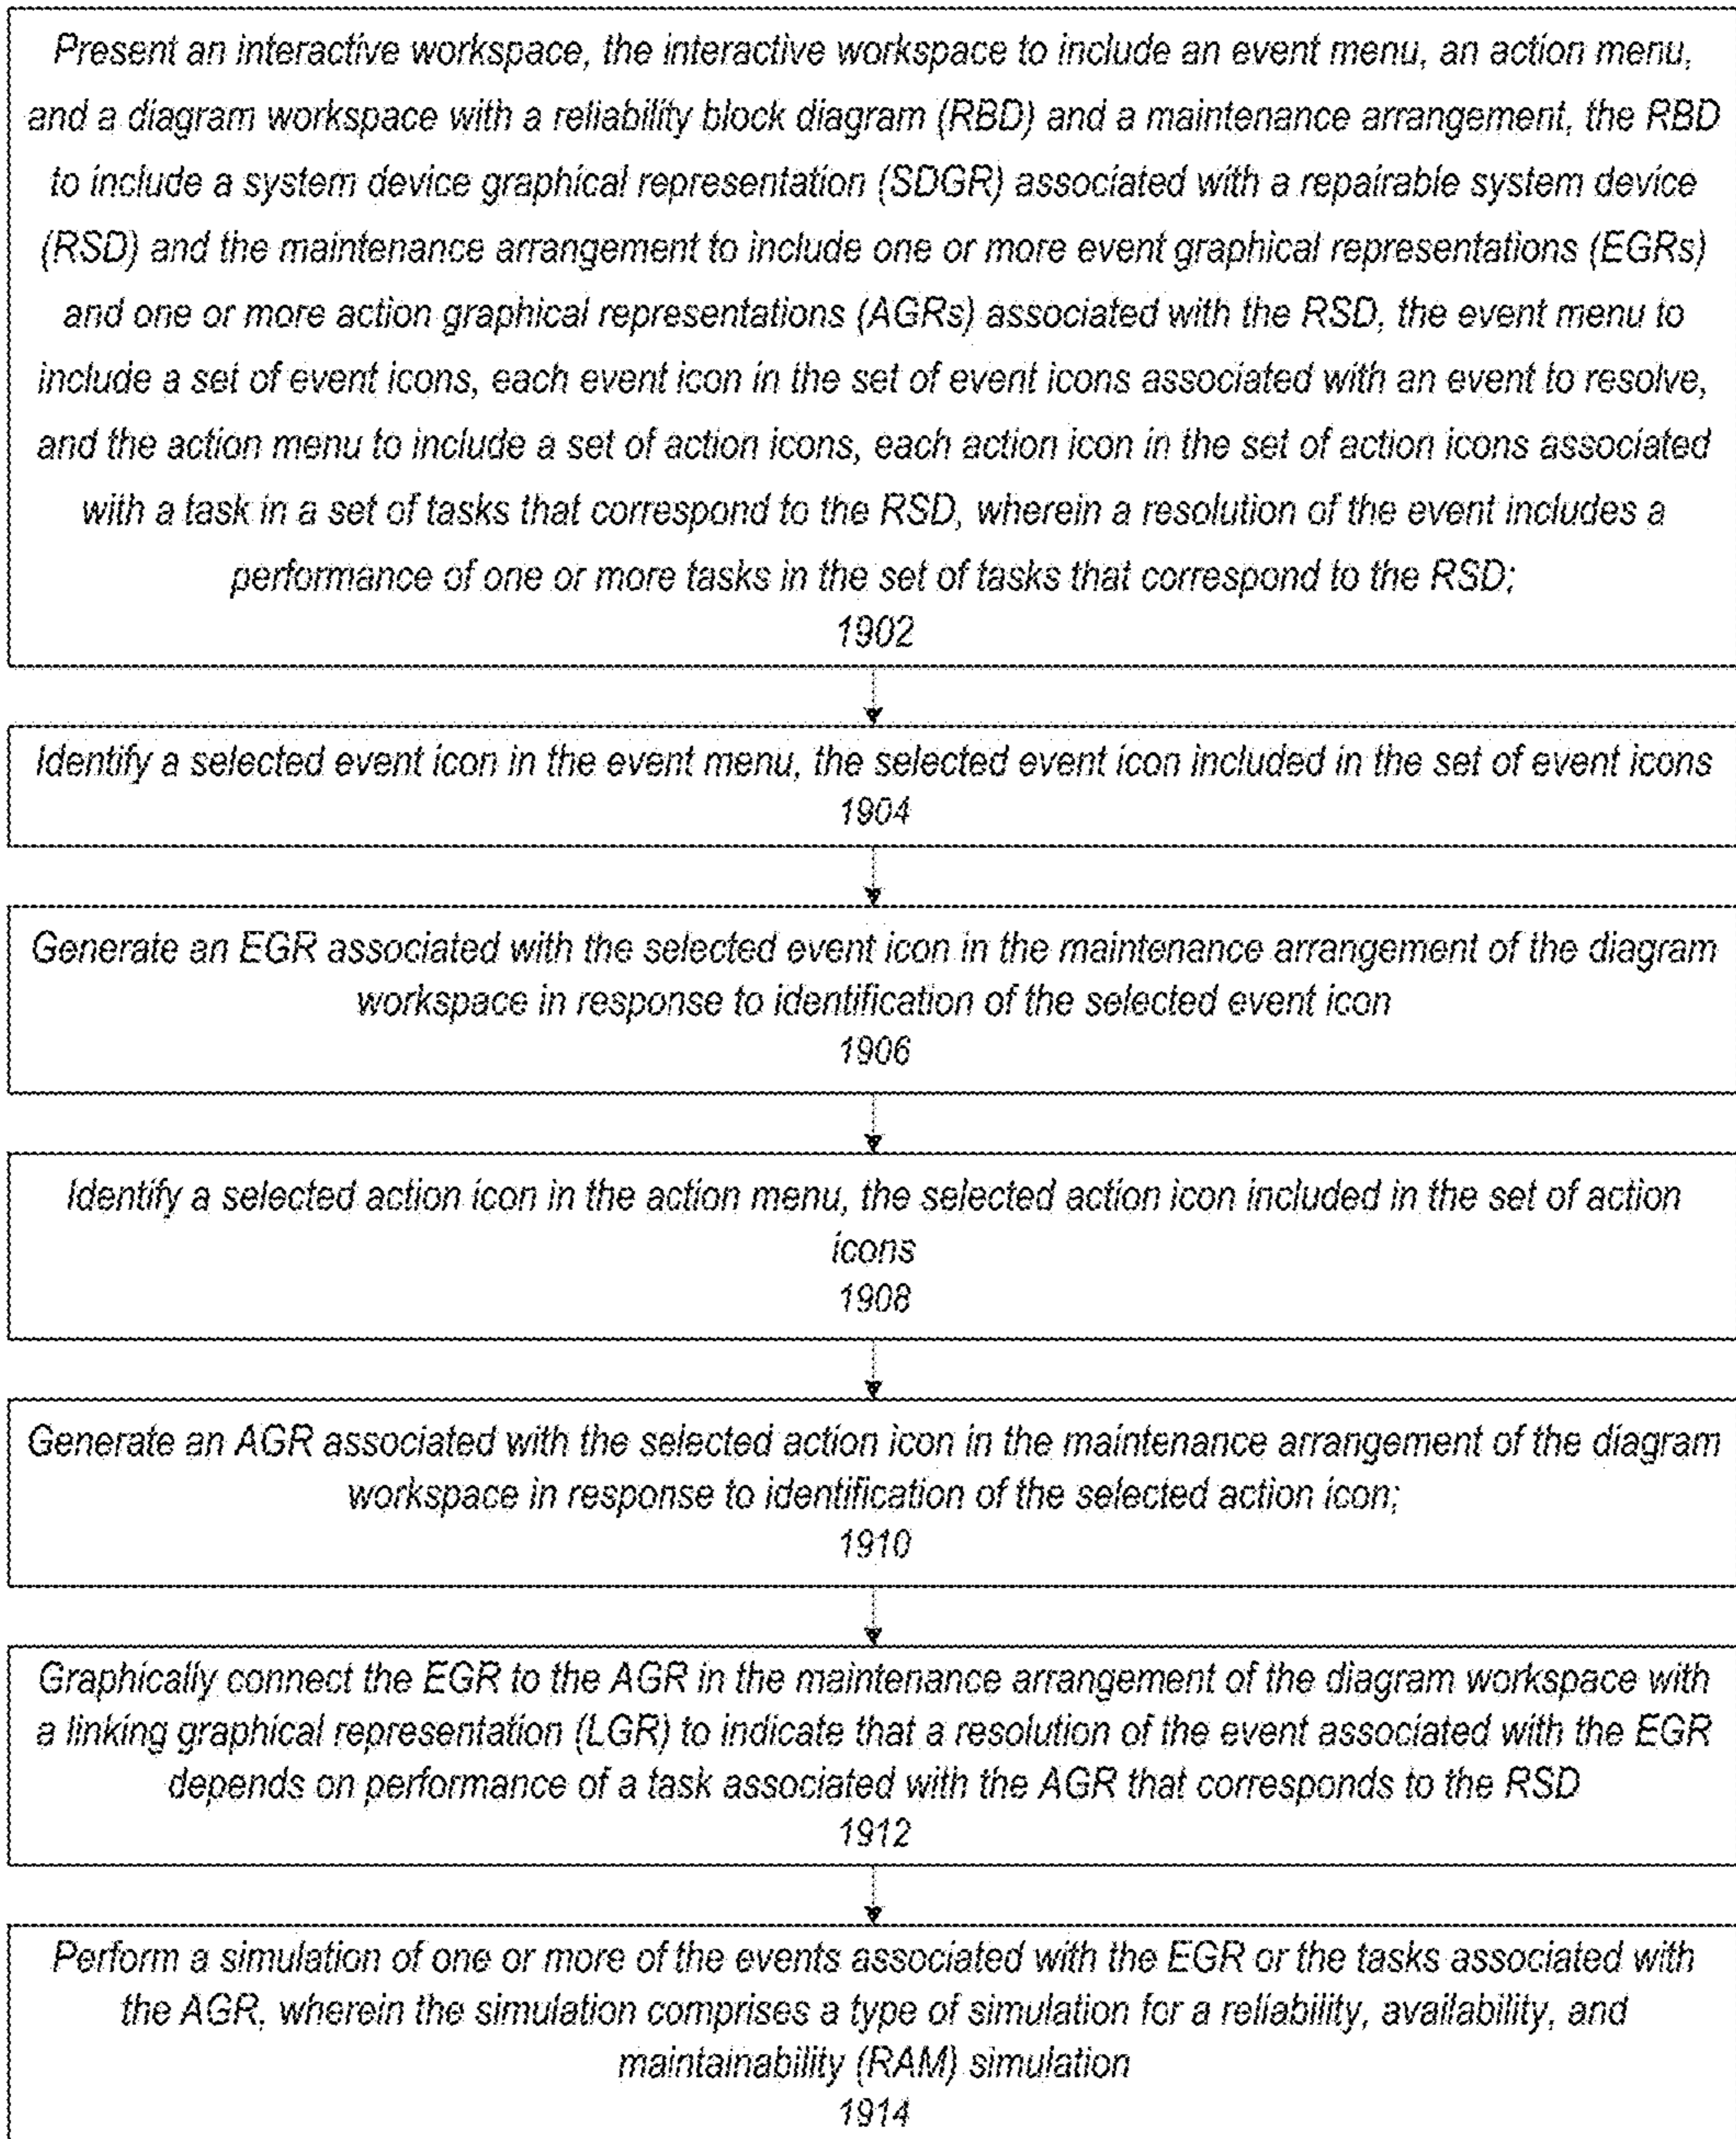 Present an interactive workspace, the interactive workspace to include an event menu, an action menu,
and a diagram workspace with a reliability block diagram (RBD) and a maintenance arrangement, the RBD
to include a system device graphical representation (SDGR) associated with a repairable system device
(RSD) and the maintenance arrangement to include one or more event graphical representations (EGRs)
and one or more action graphical representations (AGRs) associated with the RSD, the event menu to
include a set of event icons, each event icon in the set of event icons associated with an event to resolve,
and the action menu to include a set of action icons, each action icon in the set of action icons associated
with a task in a set of tasks that correspond to the RSD, wherein a resolution of the event includes a
performance of one or more tasks in the set of tasks that correspond to the RSD;
1902
Identify a selected event icon in the event menu, the selected event icon included in the set of event icons
1904
Generate an EGR associated with the selected event icon in the maintenance arrangement of the diagram
workspace in response to identification of the selected event icon
1906
Identify a selected action icon in the action menu, the selected action icon included in the set of action
icons
1908
Generate an AGR associated with the selected action icon in the maintenance arrangement of the diagram
workspace in response to identification of the selected action icon;
1910
Graphically connect the EGR to the AGR in the maintenance arrangement of the diagram workspace with
a linking graphical representation (LGR) to indicate that a resolution of the event associated with the EGR
depends on performance of a task associated with the AGR that corresponds to the RSD
1912
Perform a simulation of one or more of the events associated with the EGR or the tasks associated with
the AGR, wherein the simulation comprises a type of simulation for a reliability, availability, and
maintainability (RAM) simulation
1914